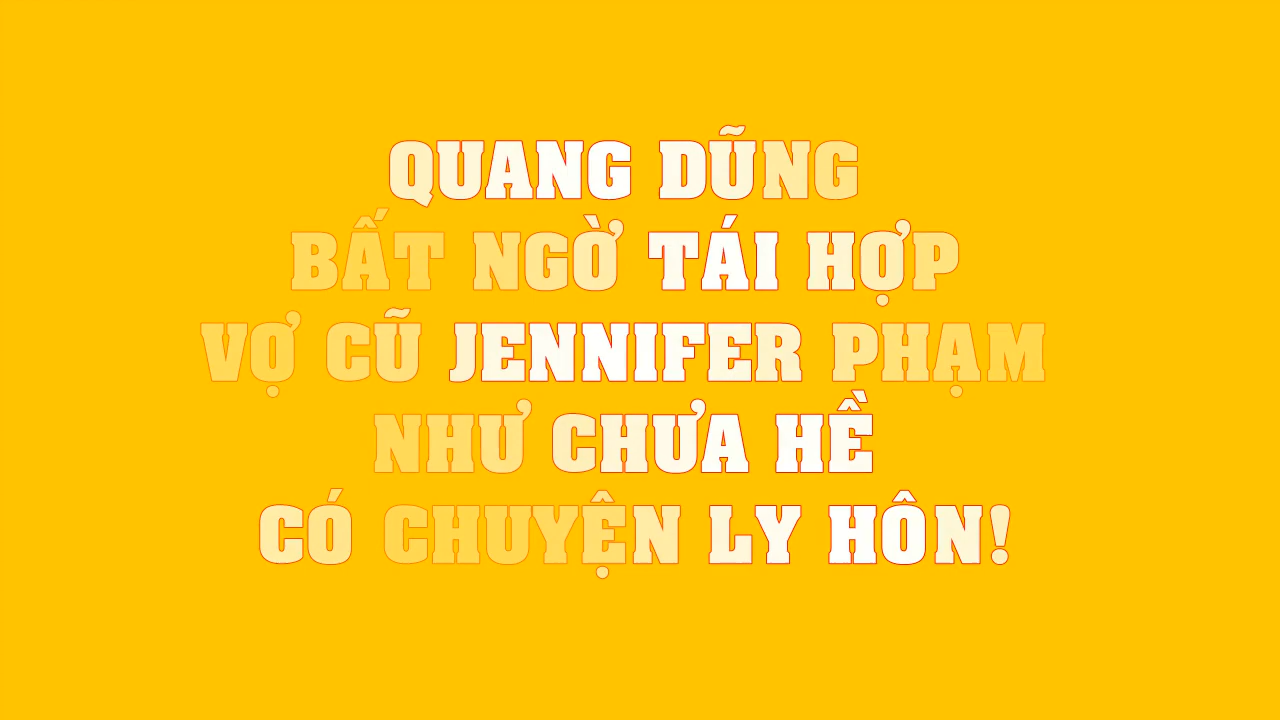 QUANG DŨNG
BẤT NGỜ TÁI HỢP
VỢ CŨ JENNIFER PHẠM
NHƯ CHƯA HỀ
CÓ CHUYỆN LY HÔN!